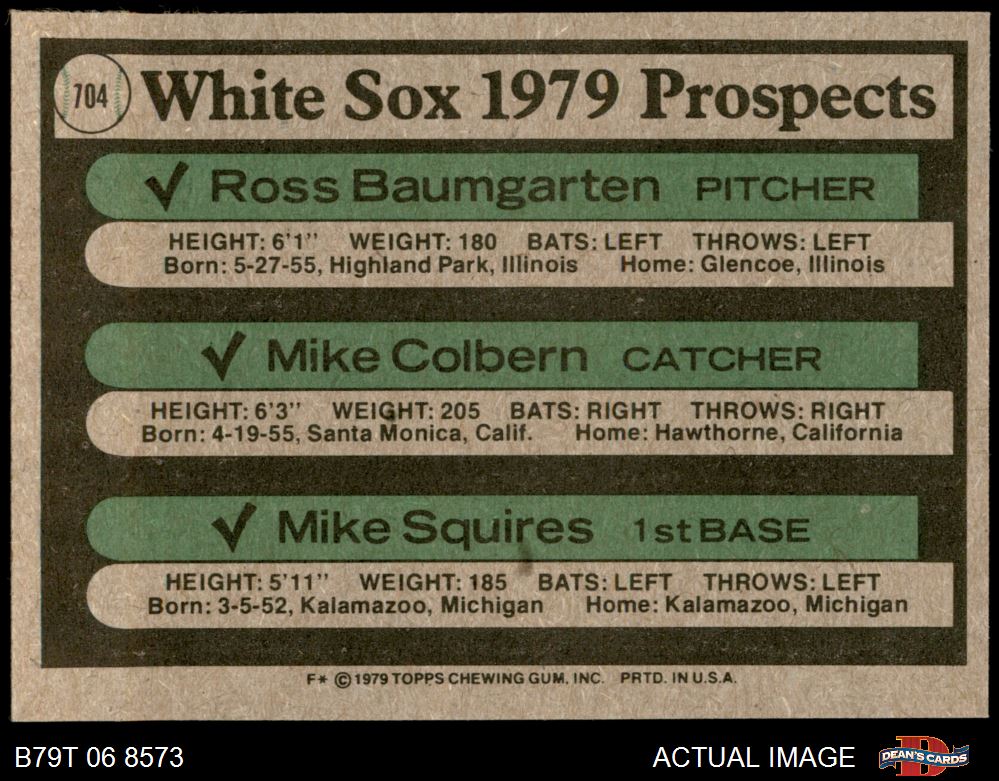 704 White Sox 1979 Prospects
✓ Ross Baumgarten PITCHER
HEIGHT: 6'1" WEIGHT: 180 BATS: LEFT THROWS: LEFT
Born: 5-27-55, Highland Park, Illinois Home: Glencoe, Illinois
✓ Mike Colbern CATCHER
HEIGHT: 6'3" WEIGHT: 205 BATS: RIGHT THROWS: RIGHT
Born: 4-19-55, Santa Monica, Calif. Home: Hawthorne, California
✓ Mike Squires 1st BASE
HEIGHT: 5'11" WEIGHT: 185 BATS: LEFT THROWS: LEFT
Born: 3-5-52, Kalamazoo, Michigan Home: Kalamazoo, Michigan
F* © 1979 TOPPS CHEWING GUM, INC. PRTD. IN U.S.A.
B79T 06 8573 ACTUAL IMAGE DEAN'S CARDS